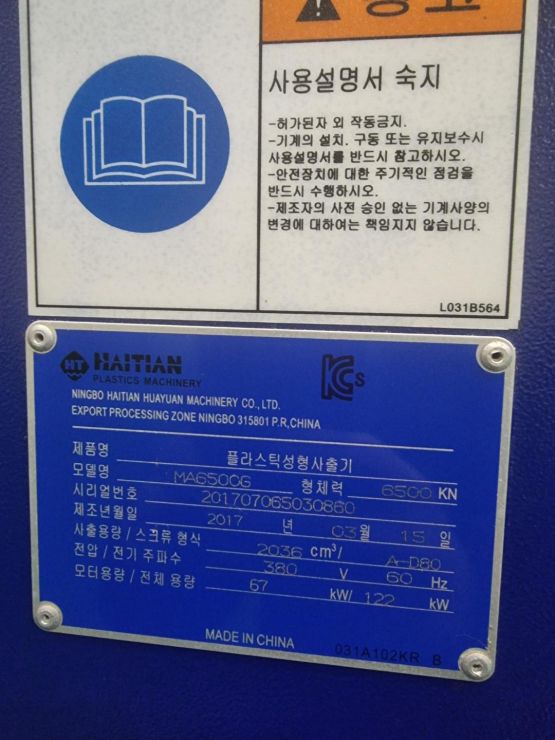 경고
사용설명서 숙지
-허가된자 외 작동금지.
-기계의 설치. 구동 또는 유지보수시
사용설명서를 반드시 참고하시오.
-안전장치에 대한 주기적인 점검을
반드시 수행하시오.
-제조자의 사전 승인 없는 기계사양의
변경에 대하여는 책임지지 않습니다.
L031B564
HT HAITIAN
PLASTICS MACHINERY
KCs
NINGBO HAITIAN HUAYUAN MACHINERY CO., LTD.
EXPORT PROCESSING ZONE NINGBO 315801 P.R,CHINA
제품명 플라스틱성형사출기
모델명 MA6500G 형체력 6500 KN
시리얼번호 201707065030860
제조년월일 2017 년 03 월 15 일
사출용량 / 스크류 형식 2036 cm³/ A-D80
전압 / 전기 주파수 380 V 60 Hz
모터용량 / 전체 용량 67 kW/ 122 kW
MADE IN CHINA
031A102KR B